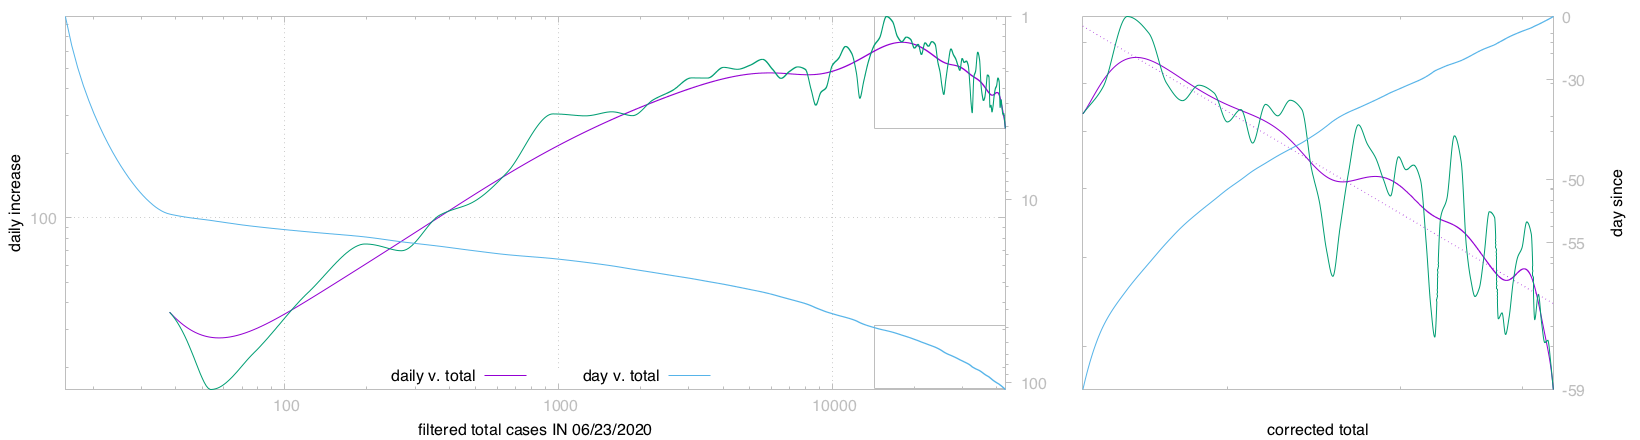 daily increase
100
daily v. total
day v. total
100
1000
10000
1
10
100
filtered total cases IN 06/23/2020
0
-30
-50
-55
-59
day since
corrected total